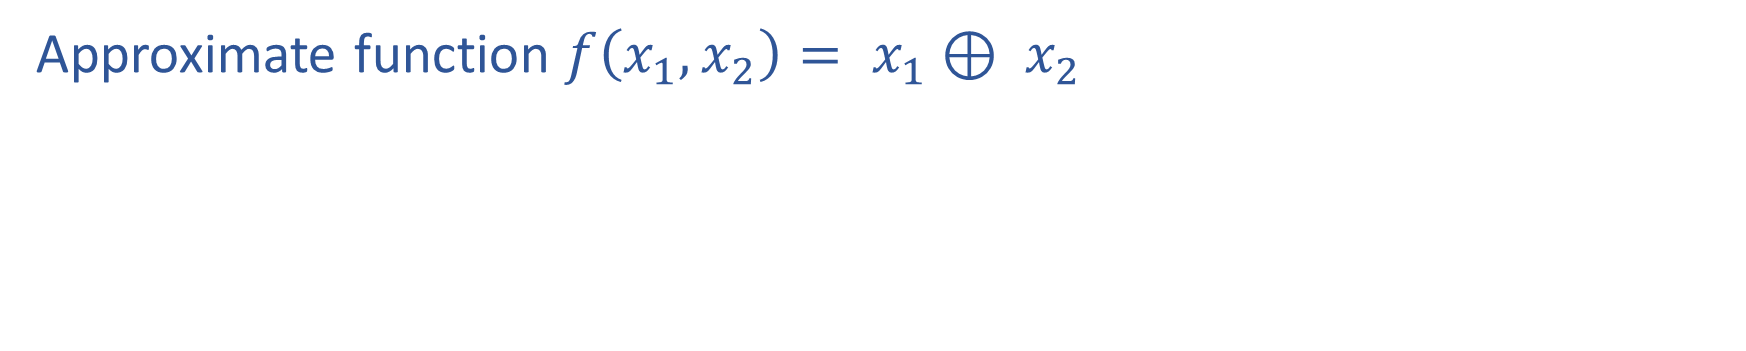 Approximate function 𝑓(𝑥₁, 𝑥₂) = 𝑥₁ ⊕ 𝑥₂